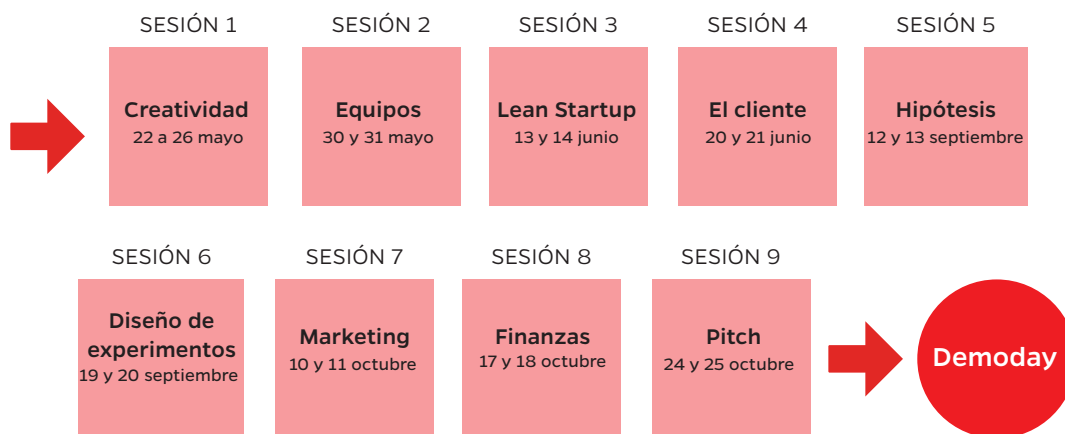 SESIÓN 1
SESIÓN 2
SESIÓN 3
SESIÓN 4
SESIÓN 5
Creatividad
22 a 26 mayo
Equipos
30 y 31 mayo
Lean Startup
13 y 14 junio
El cliente
20 y 21 junio
Hipótesis
12 y 13 septiembre
SESIÓN 6
SESIÓN 7
SESIÓN 8
SESIÓN 9
Diseño de
experimentos
19 y 20 septiembre
Marketing
10 y 11 octubre
Finanzas
17 y 18 octubre
Pitch
24 y 25 octubre
Demoday